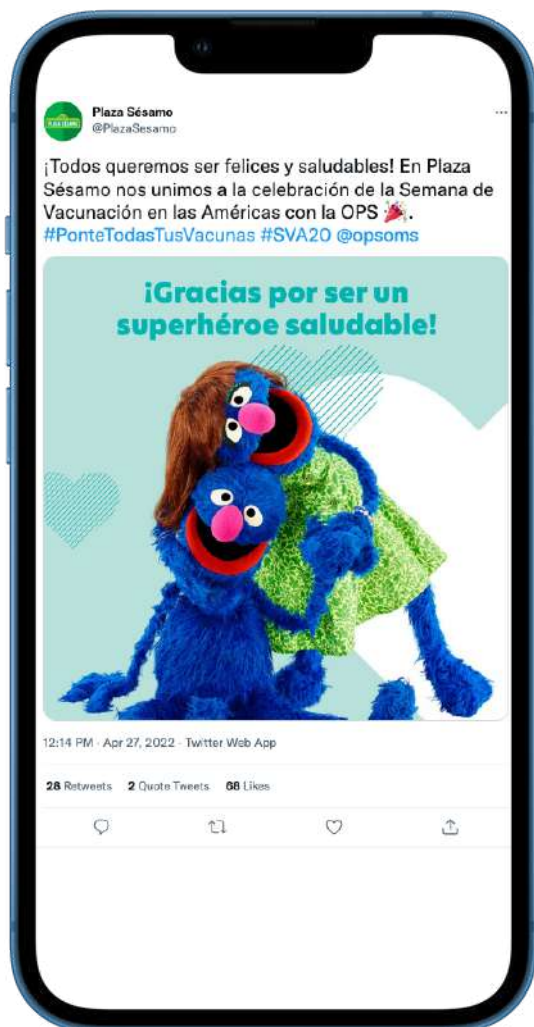 Plaza Sésamo
@PlazaSesamo
¡Todos queremos ser felices y saludables! En Plaza
Sésamo nos unimos a la celebración de la Semana de
Vacunación en las Américas con la OPS 🎉.
#PonteTodasTusVacunas #SVA20 @opsoms
¡Gracias por ser un
superhéroe saludable!
12:14 PM · Apr 27, 2022 · Twitter Web App
28 Retweets 2 Quote Tweets 68 Likes